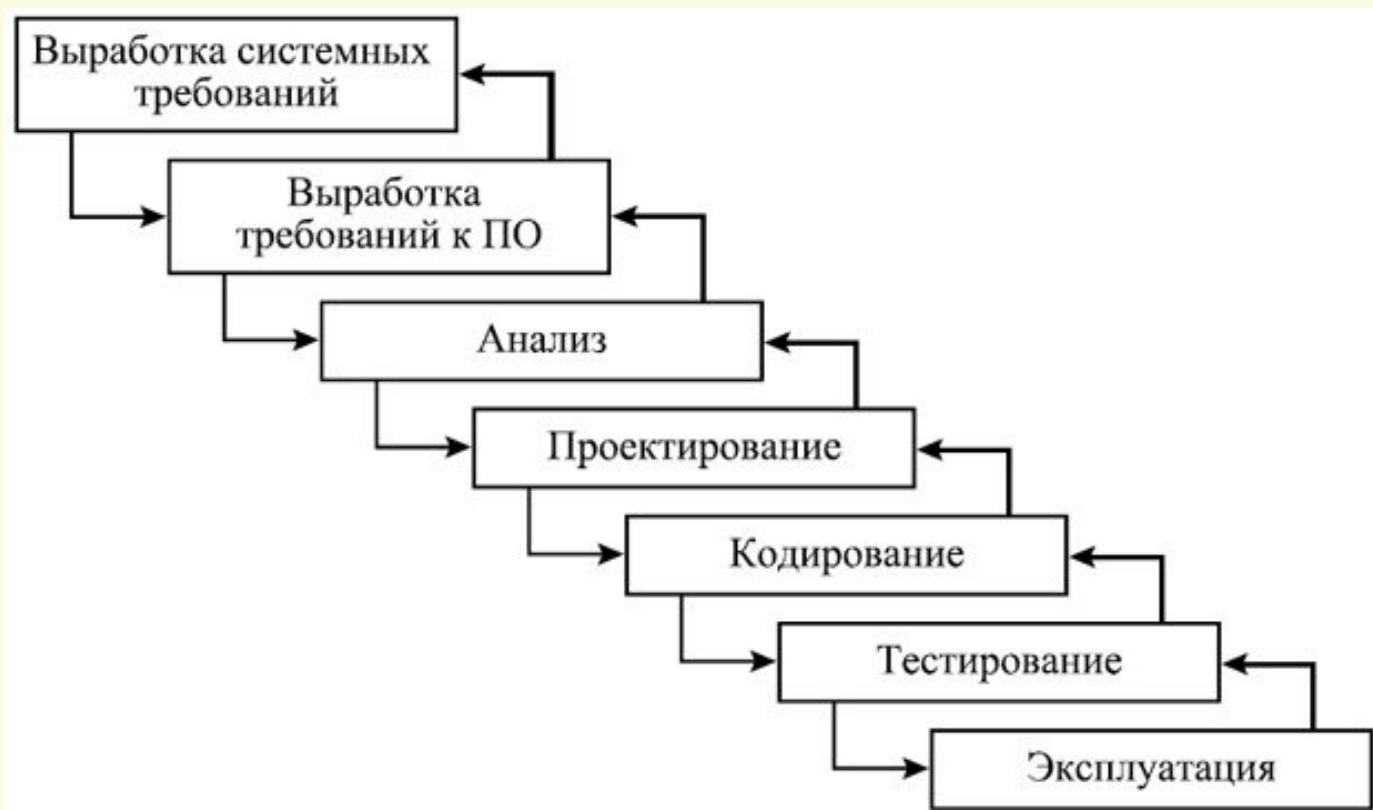 Выработка системных
требований
Выработка
требований к ПО
Анализ
Проектирование
Кодирование
Тестирование
Эксплуатация